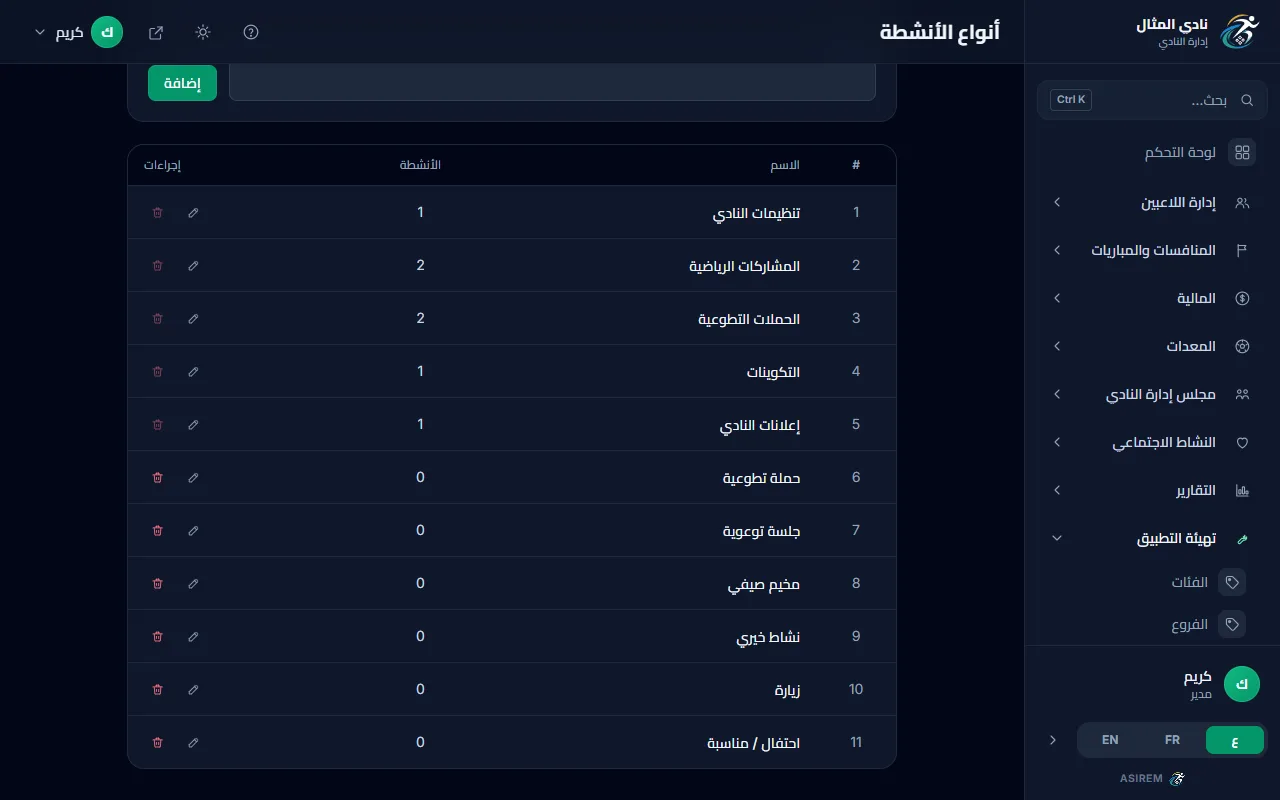 نادي المثال
إدارة النادي
بحث...
Ctrl K
لوحة التحكم
إدارة اللاعبين
المنافسات والمباريات
المالية
المعدات
مجلس إدارة النادي
النشاط الاجتماعي
التقارير
تهيئة التطبيق
الفئات
الفروع
ك
كريم
مدير
ع
FR
EN
ASIREM
أنواع الأنشطة
ك كريم
إضافة
# الاسم الأنشطة إجراءات
1 تنظيمات النادي 1
2 المشاركات الرياضية 2
3 الحملات التطوعية 2
4 التكوينات 1
5 إعلانات النادي 1
6 حملة تطوعية 0
7 جلسة توعوية 0
8 مخيم صيفي 0
9 نشاط خيري 0
10 زيارة 0
11 احتفال / مناسبة 0